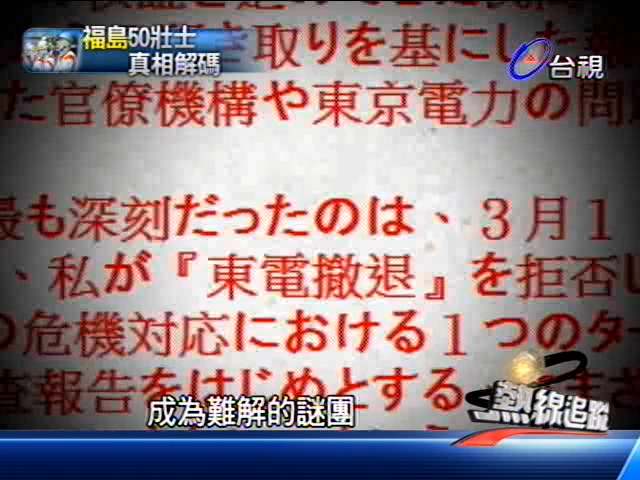 福島50壯士
真相解碼
台視
取りを基にした
た官僚機構や東京電力の問
最も深刻だったのは、3月1
、私が『東電撤退』を拒否し
の危機対応における1つのタ
査報告をはじめとする
成為難解的謎團
熱線追蹤